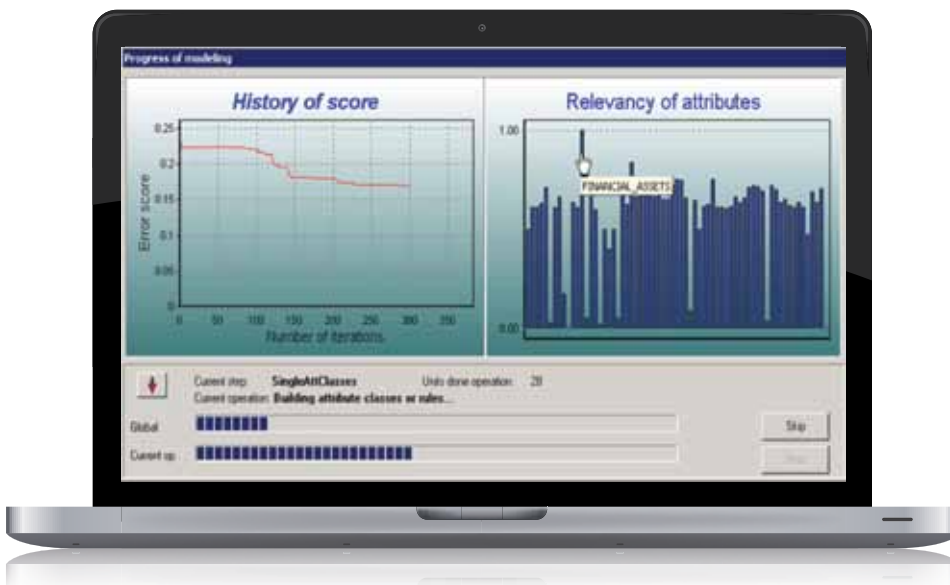 Progress of modeling
History of score
0.25
0.2
0.15
0.1
0.05
0
Error score
0 50 100 150 200 250 300 350
Number of iterations
Relevancy of attributes
1.00
FINANCIAL_ASSETS
0.00
Current step: SingleAttClasses Units done operation: 28
Current operation: Building attribute classes or rules...
Global
Current op